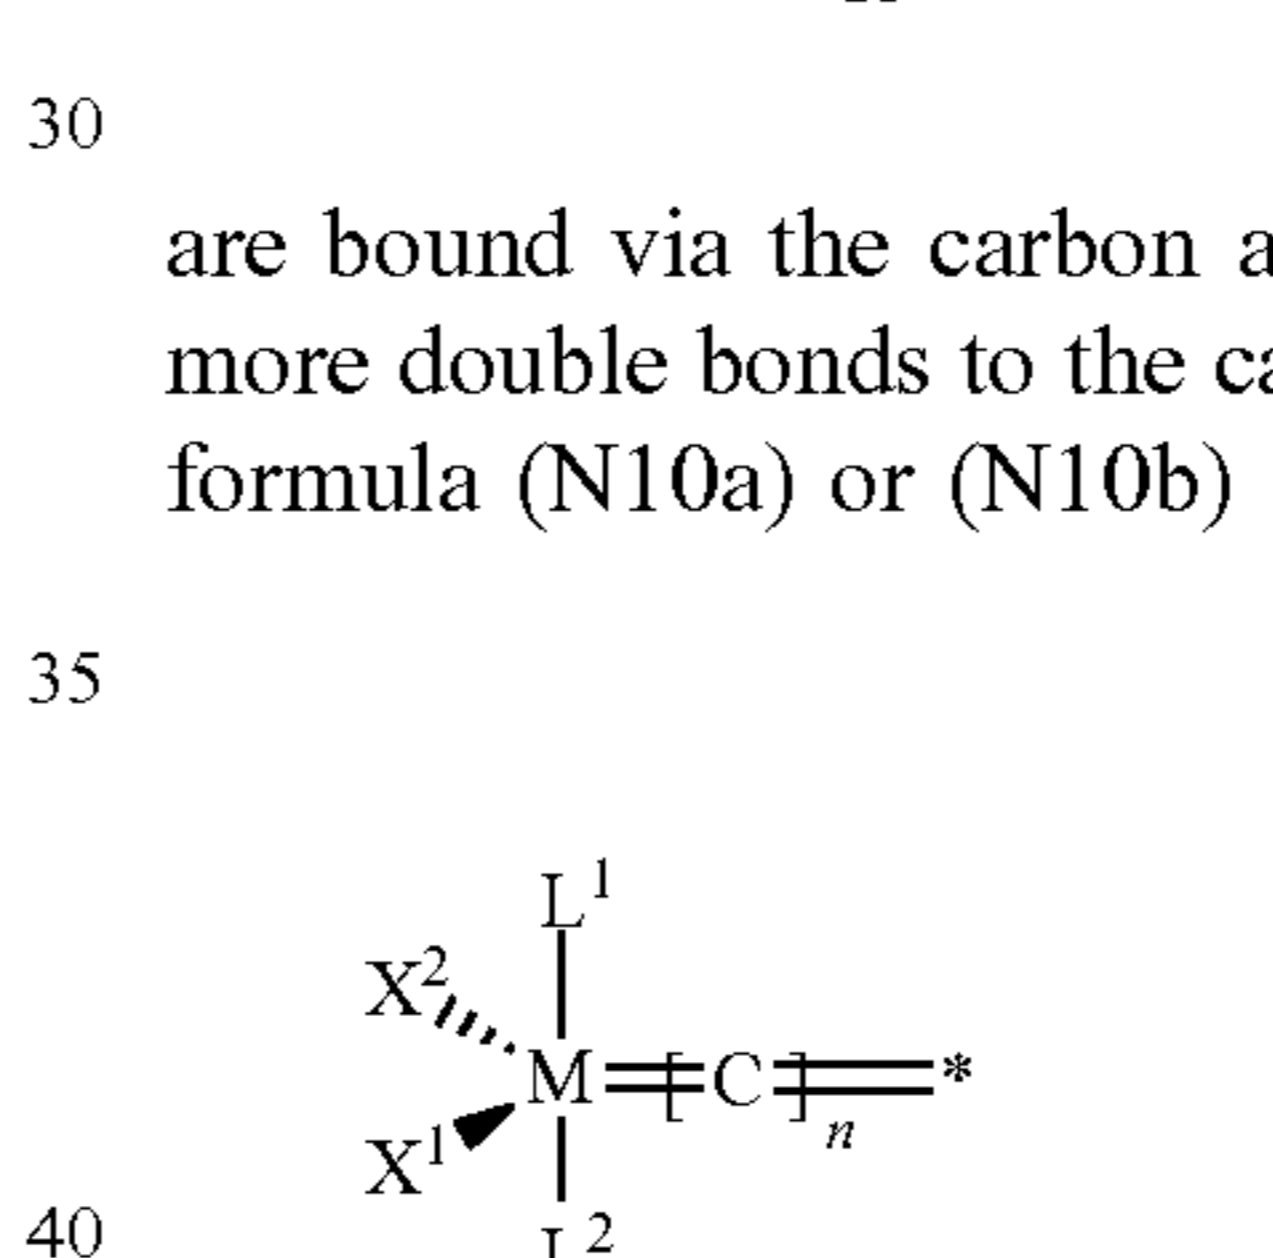 30
are bound via the carbon
more double bonds to the
formula (N10a) or (N10b)
35
L1
X2
M=[C]n=*
X1
40
L2